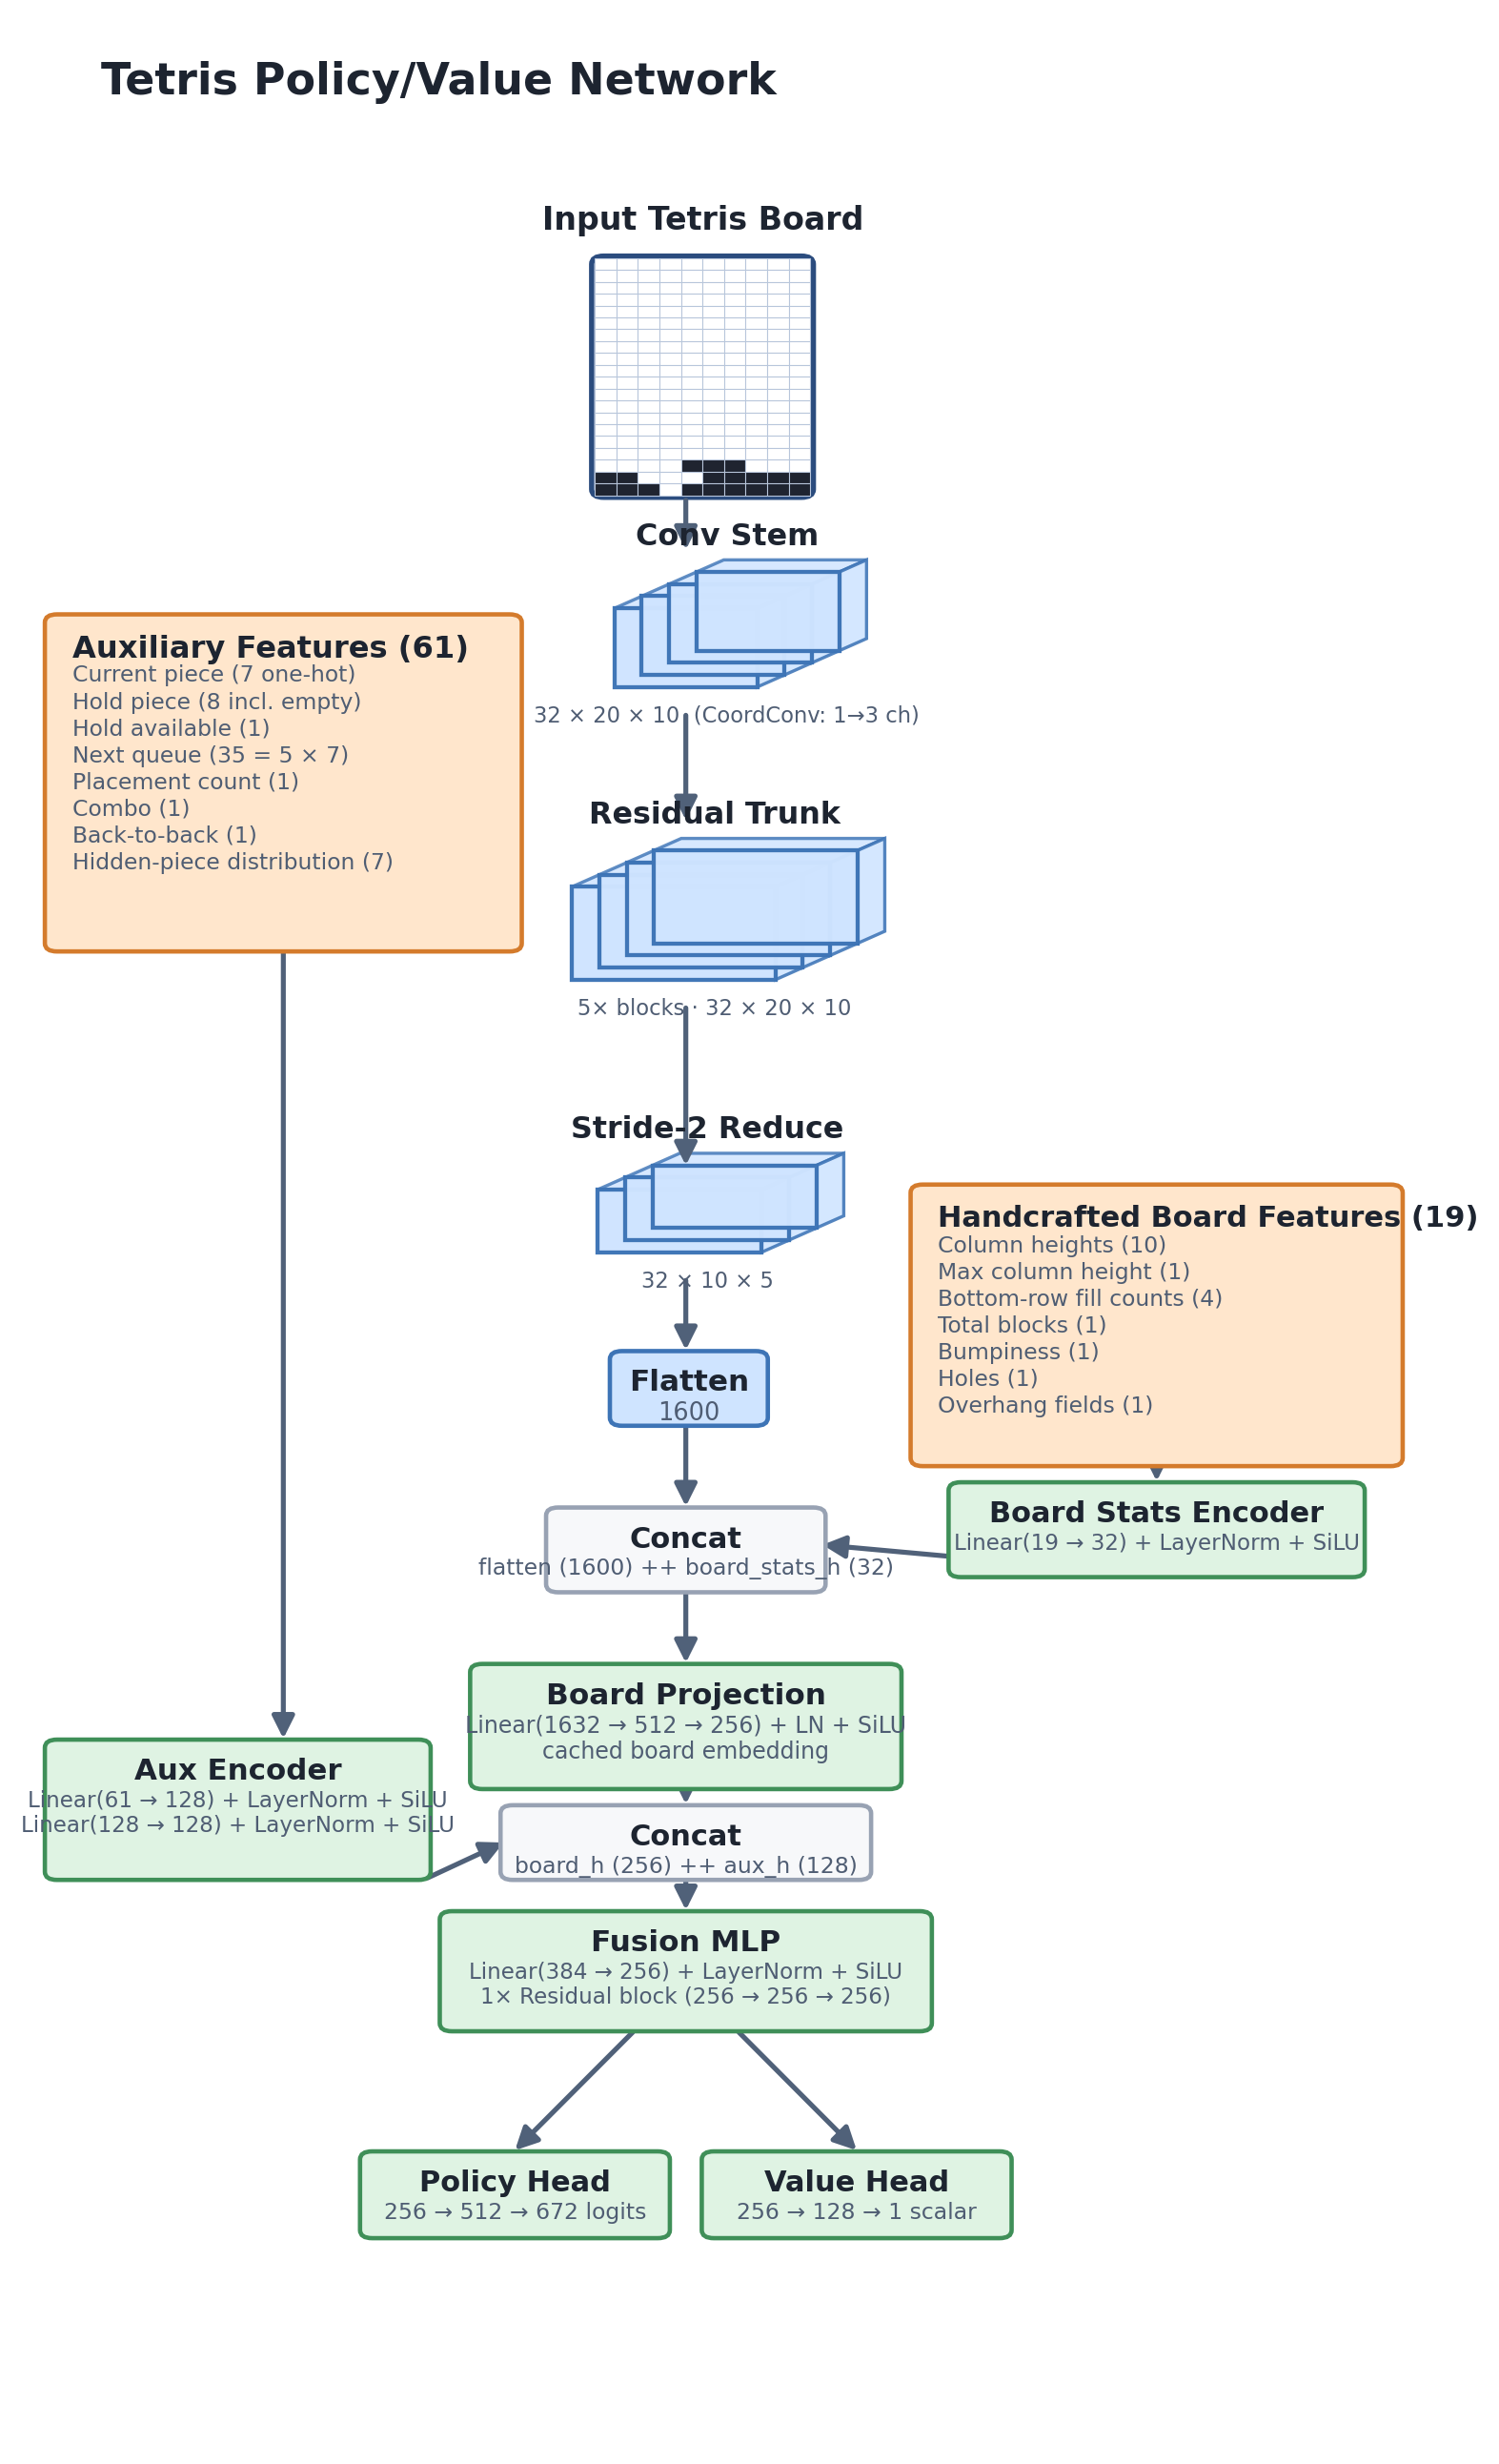 Tetris Policy/Value Network
Input Tetris Board
Conv Stem
32 × 20 × 10 (CoordConv: 1→3 ch)
Auxiliary Features (61)
Current piece (7 one-hot)
Hold piece (8 incl. empty)
Hold available (1)
Next queue (35 = 5 × 7)
Placement count (1)
Combo (1)
Back-to-back (1)
Hidden-piece distribution (7)
Residual Trunk
5× blocks · 32 × 20 × 10
Stride-2 Reduce
32 × 10 × 5
Handcrafted Board Features (19)
Column heights (10)
Max column height (1)
Bottom-row fill counts (4)
Total blocks (1)
Bumpiness (1)
Holes (1)
Overhang fields (1)
Flatten
1600
Board Stats Encoder
Linear(19 → 32) + LayerNorm + SiLU
Concat
flatten (1600) ++ board_stats_h (32)
Board Projection
Linear(1632 → 512 → 256) + LN + SiLU
cached board embedding
Aux Encoder
Linear(61 → 128) + LayerNorm + SiLU
Linear(128 → 128) + LayerNorm + SiLU
Concat
board_h (256) ++ aux_h (128)
Fusion MLP
Linear(384 → 256) + LayerNorm + SiLU
1× Residual block (256 → 256 → 256)
Policy Head
256 → 512 → 672 logits
Value Head
256 → 128 → 1 scalar